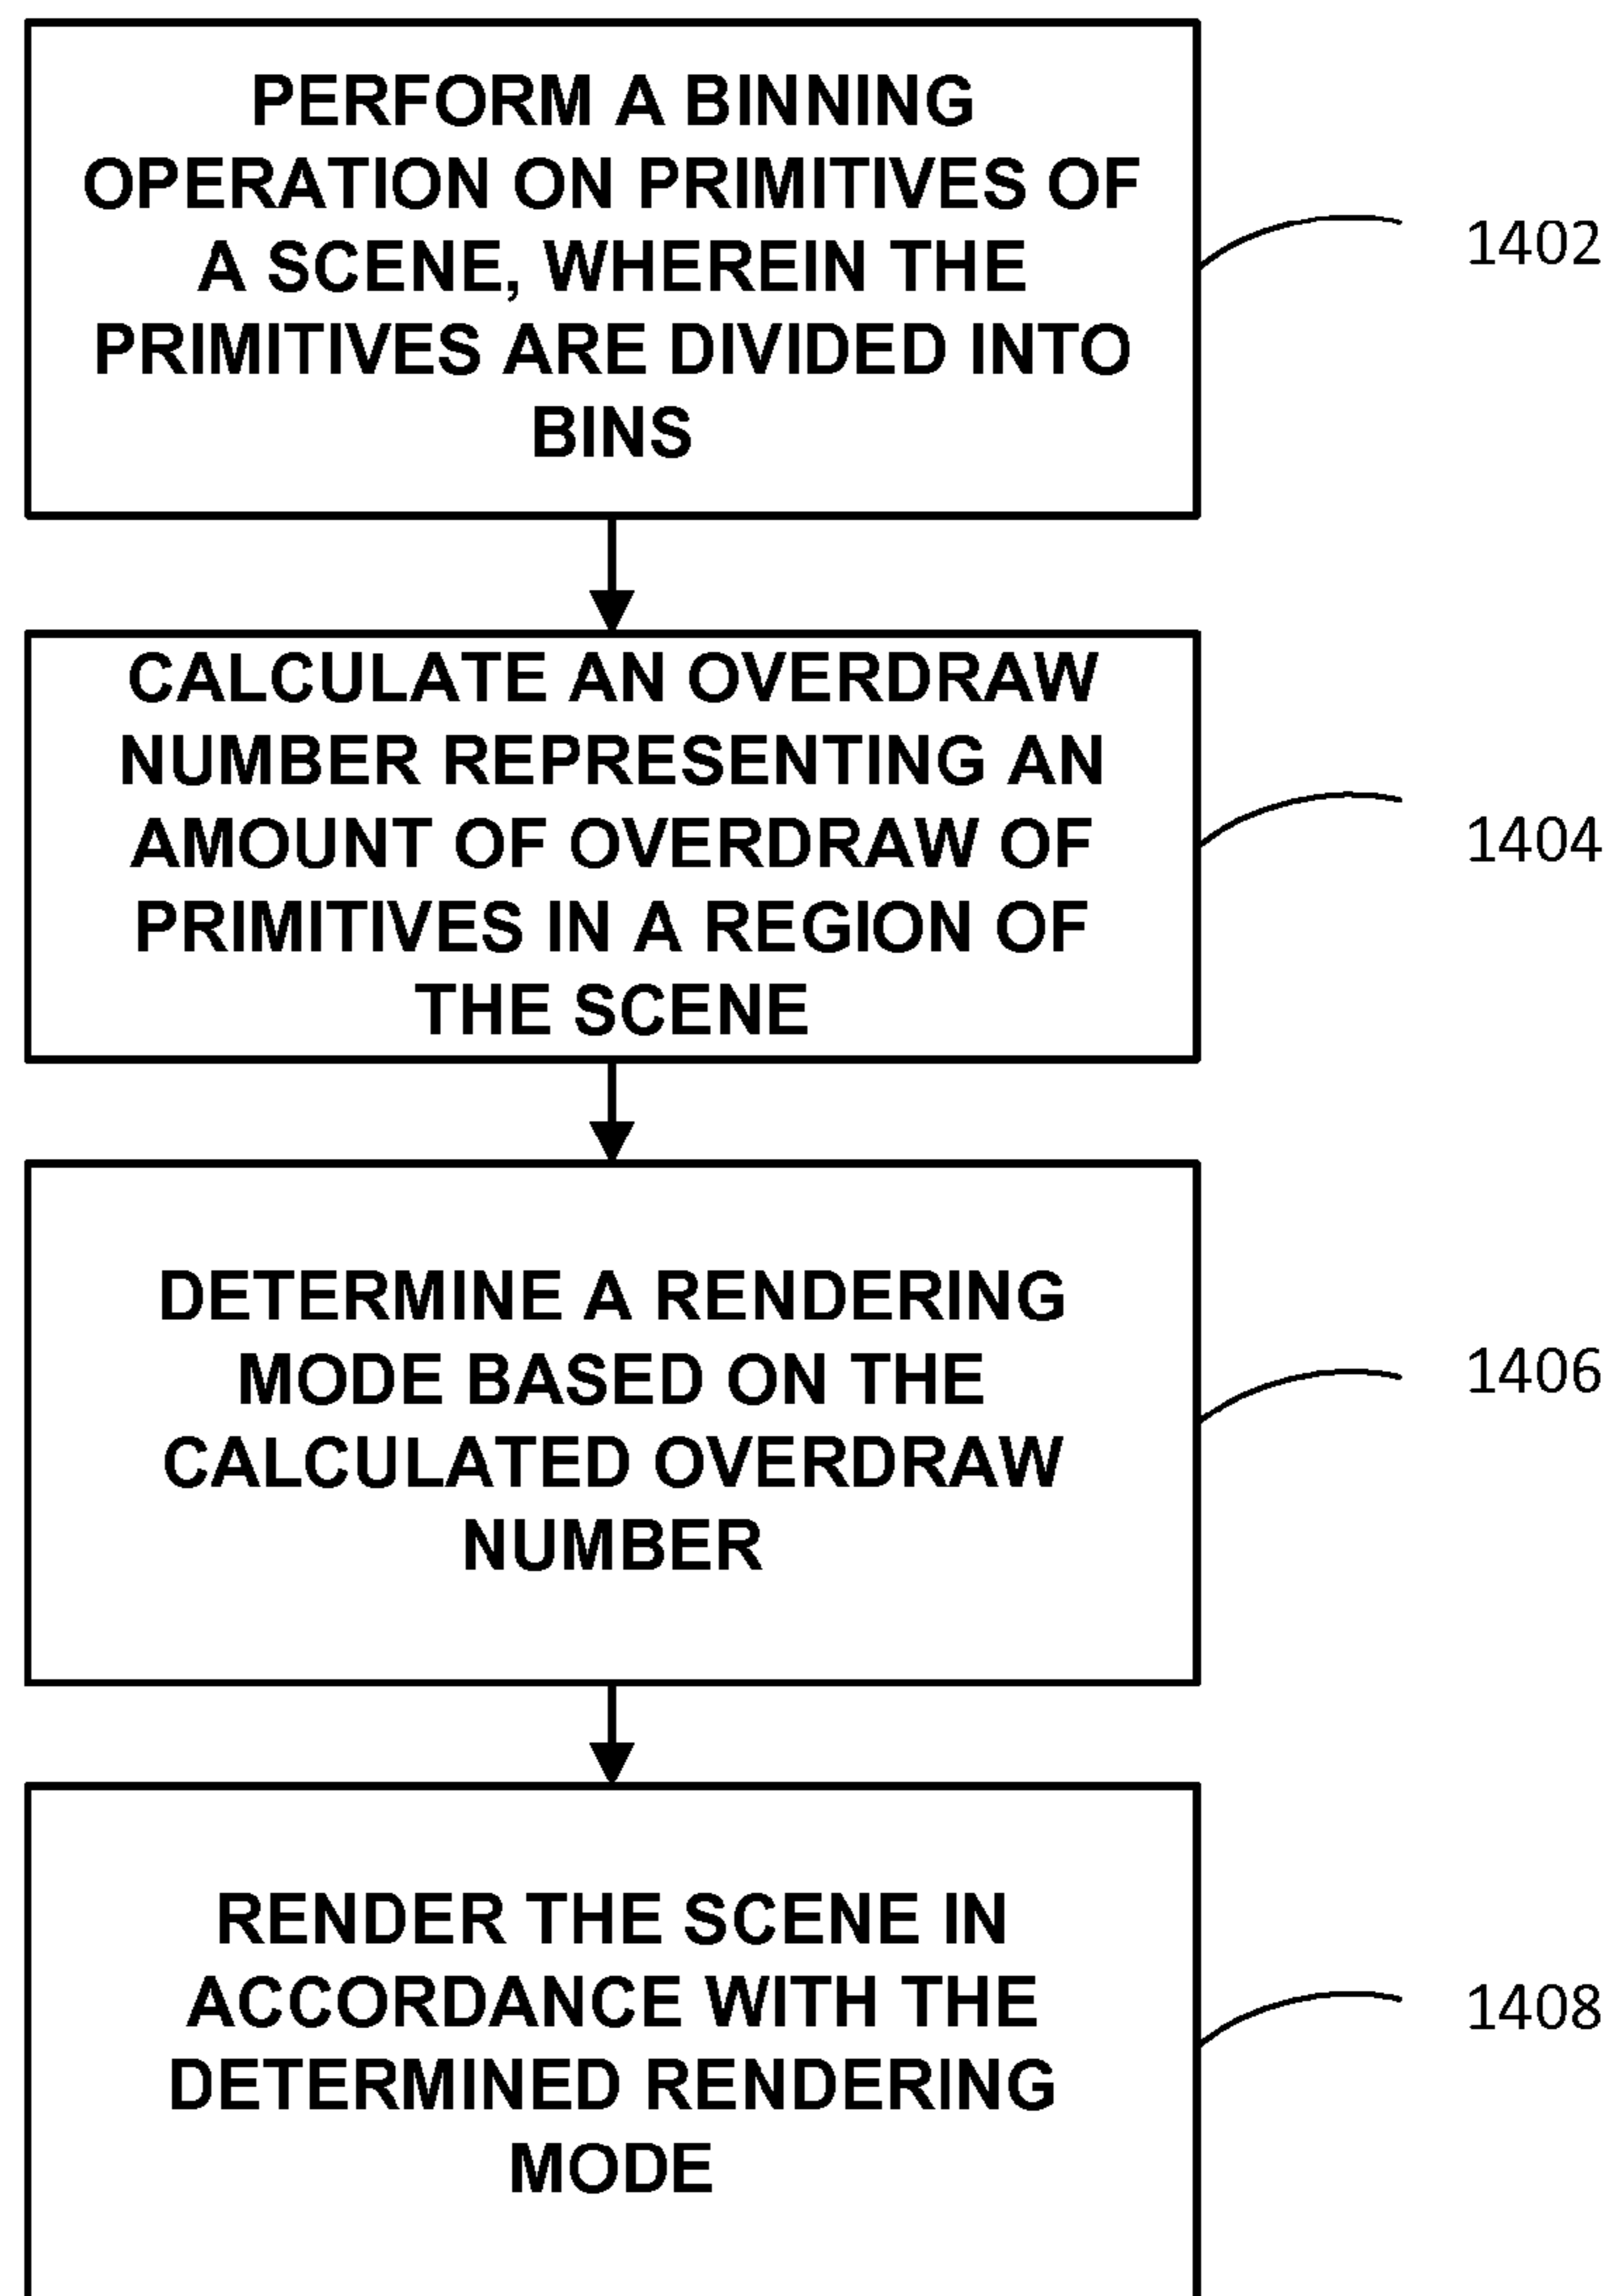 PERFORM A BINNING
OPERATION ON PRIMITIVES OF
A SCENE, WHEREIN THE
PRIMITIVES ARE DIVIDED INTO
BINS
1402
CALCULATE AN OVERDRAW
NUMBER REPRESENTING AN
AMOUNT OF OVERDRAW OF
PRIMITIVES IN A REGION OF
THE SCENE
1404
DETERMINE A RENDERING
MODE BASED ON THE
CALCULATED OVERDRAW
NUMBER
1406
RENDER THE SCENE IN
ACCORDANCE WITH THE
DETERMINED RENDERING
MODE
1408